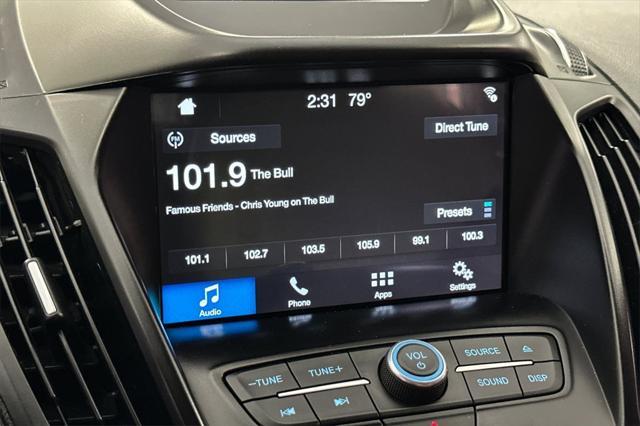 2:31 79°
FM Sources
Direct Tune
101.9 The Bull
Famous Friends - Chris Young on The Bull
Presets
101.1 102.7 103.5 105.9 99.1 100.3
Audio Phone Apps Settings
VOL
–TUNE TUNE+
SOURCE
SOUND DISP